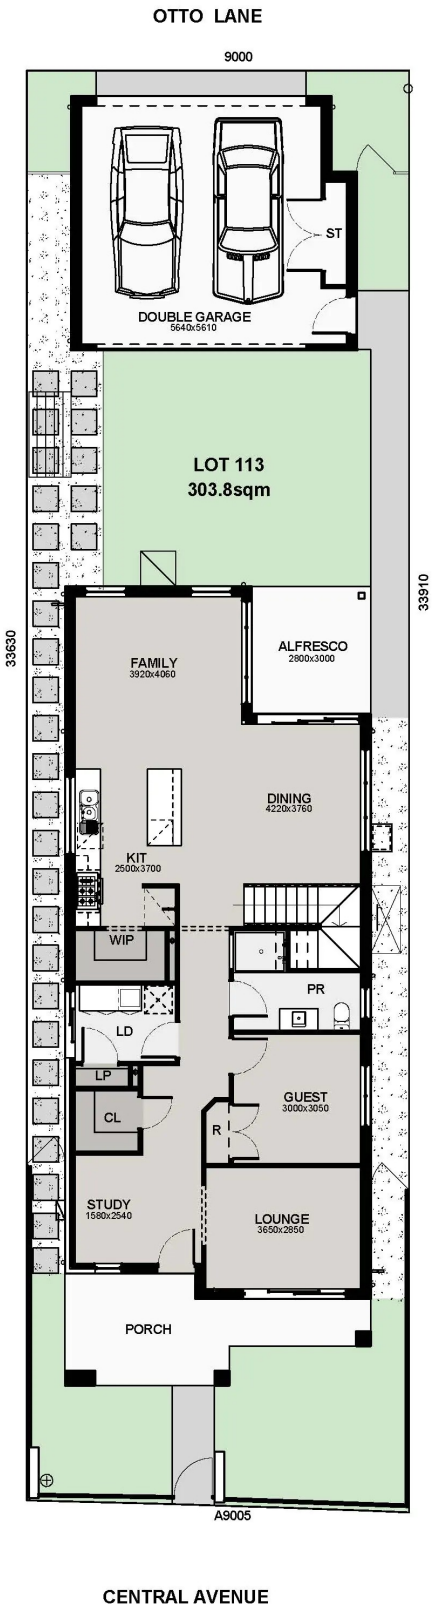 OTTO LANE
9000
ST
DOUBLE GARAGE
5640x5610
LOT 113
303.8sqm
33910
33630
ALFRESCO
2800x3000
FAMILY
3920x4060
DINING
4220x3760
KIT
2500x3700
WIP
PR
LD
LP
GUEST
3000x3050
CL
R
STUDY
1580x2540
LOUNGE
3650x2850
PORCH
A9005
CENTRAL AVENUE